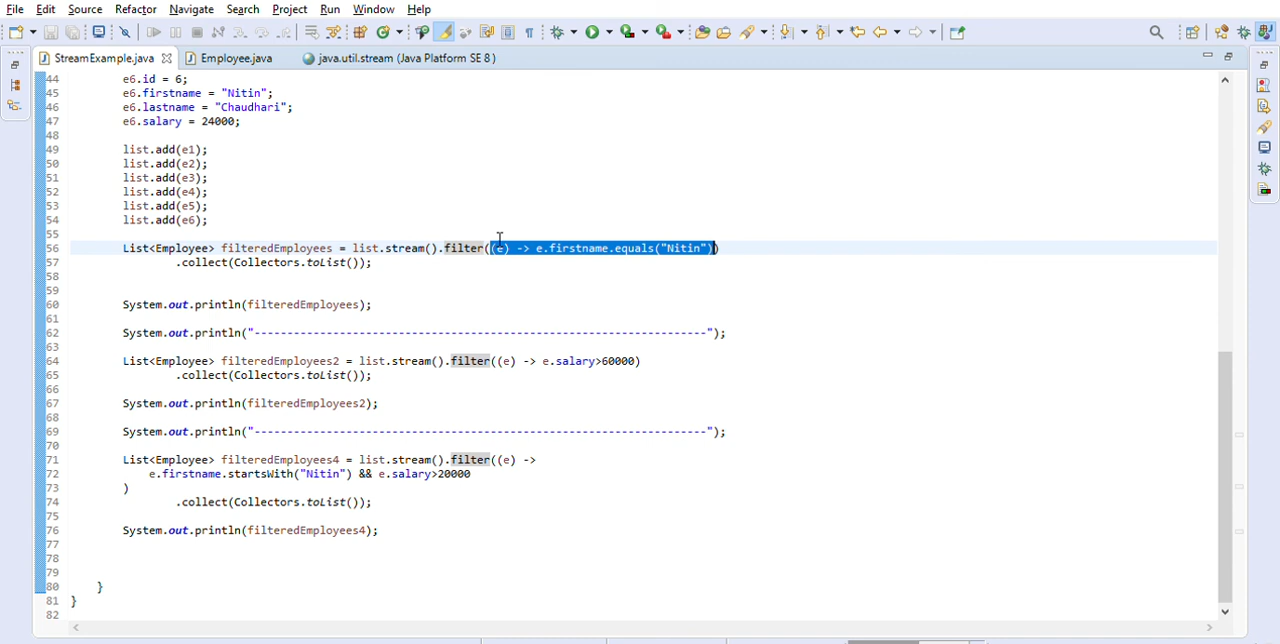 File Edit Source Refactor Navigate Search Project Run Window Help
StreamExample.java Employee.java java.util.stream (Java Platform SE 8 )
44 e6.id = 6;
45 e6.firstname = "Nitin";
46 e6.lastname = "Chaudhari";
47 e6.salary = 24000;
48
49 list.add(e1);
50 list.add(e2);
51 list.add(e3);
52 list.add(e4);
53 list.add(e5);
54 list.add(e6);
55
56 List<Employee> filteredEmployees = list.stream().filter((e) -> e.firstname.equals("Nitin"))
57 .collect(Collectors.toList());
58
59
60 System.out.println(filteredEmployees);
61
62 System.out.println("---------------------------------------------------------------------");
63
64 List<Employee> filteredEmployees2 = list.stream().filter((e) -> e.salary>60000)
65 .collect(Collectors.toList());
66
67 System.out.println(filteredEmployees2);
68
69 System.out.println("---------------------------------------------------------------------");
70
71 List<Employee> filteredEmployees4 = list.stream().filter((e) ->
72 e.firstname.startsWith("Nitin") && e.salary>20000
73 )
74 .collect(Collectors.toList());
75
76 System.out.println(filteredEmployees4);
77
78
79
80 }
81 }
82